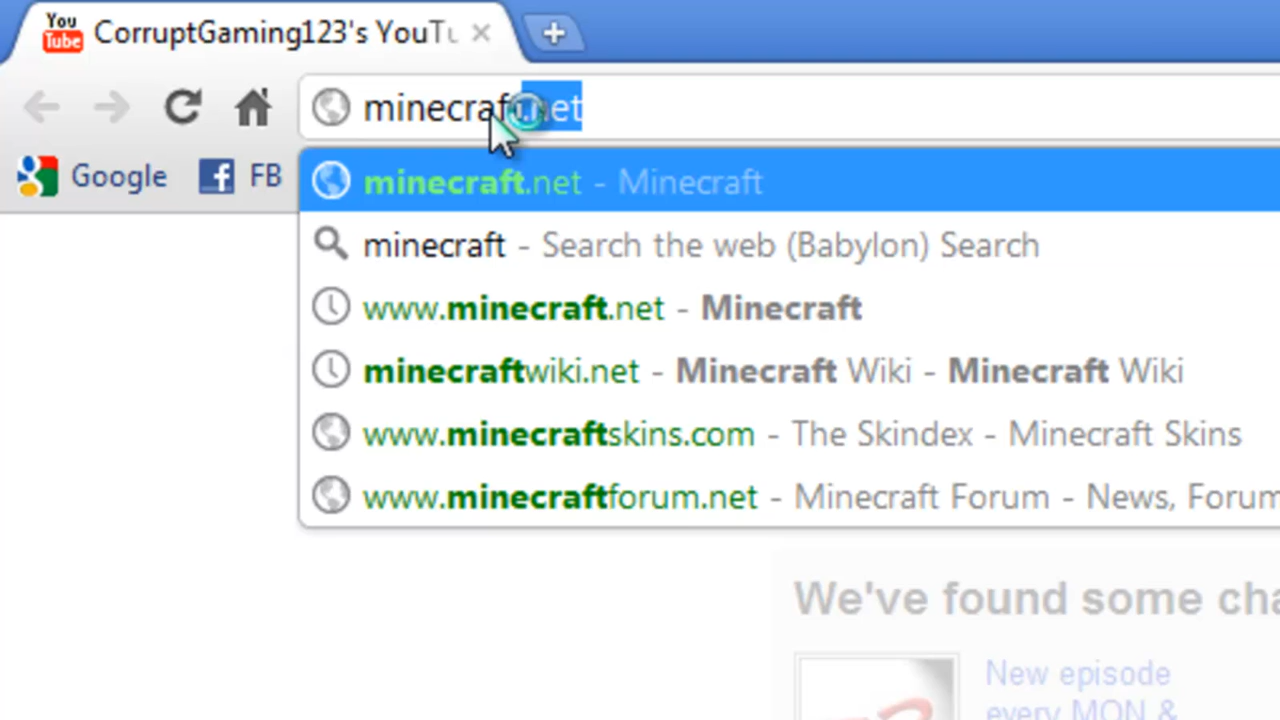 You Tube CorruptGaming123's YouTu
minecraft.net
Google FB
minecraft.net - Minecraft
minecraft - Search the web (Babylon) Search
www.minecraft.net - Minecraft
minecraftwiki.net - Minecraft Wiki - Minecraft Wiki
www.minecraftskins.com - The Skindex - Minecraft Skins
www.minecraftforum.net - Minecraft Forum - News, Forum
We've found some cha
New episode
every MON &